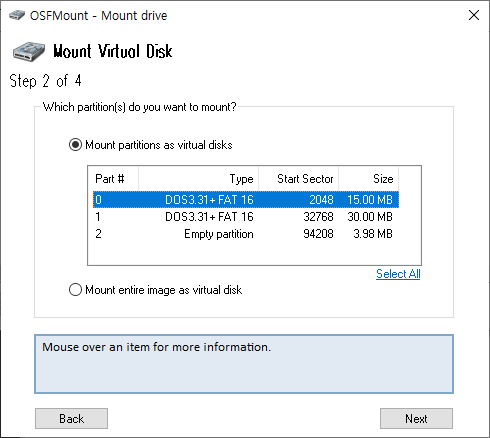 OSFMount - Mount drive
Mount Virtual Disk
Step 2 of 4
Which partition(s) do you want to mount?
Mount partitions as virtual disks
Part # Type Start Sector Size
0 DOS3.31+ FAT 16 2048 15.00 MB
1 DOS3.31+ FAT 16 32768 30.00 MB
2 Empty partition 94208 3.98 MB
Select All
Mount entire image as virtual disk
Mouse over an item for more information.
Back Next